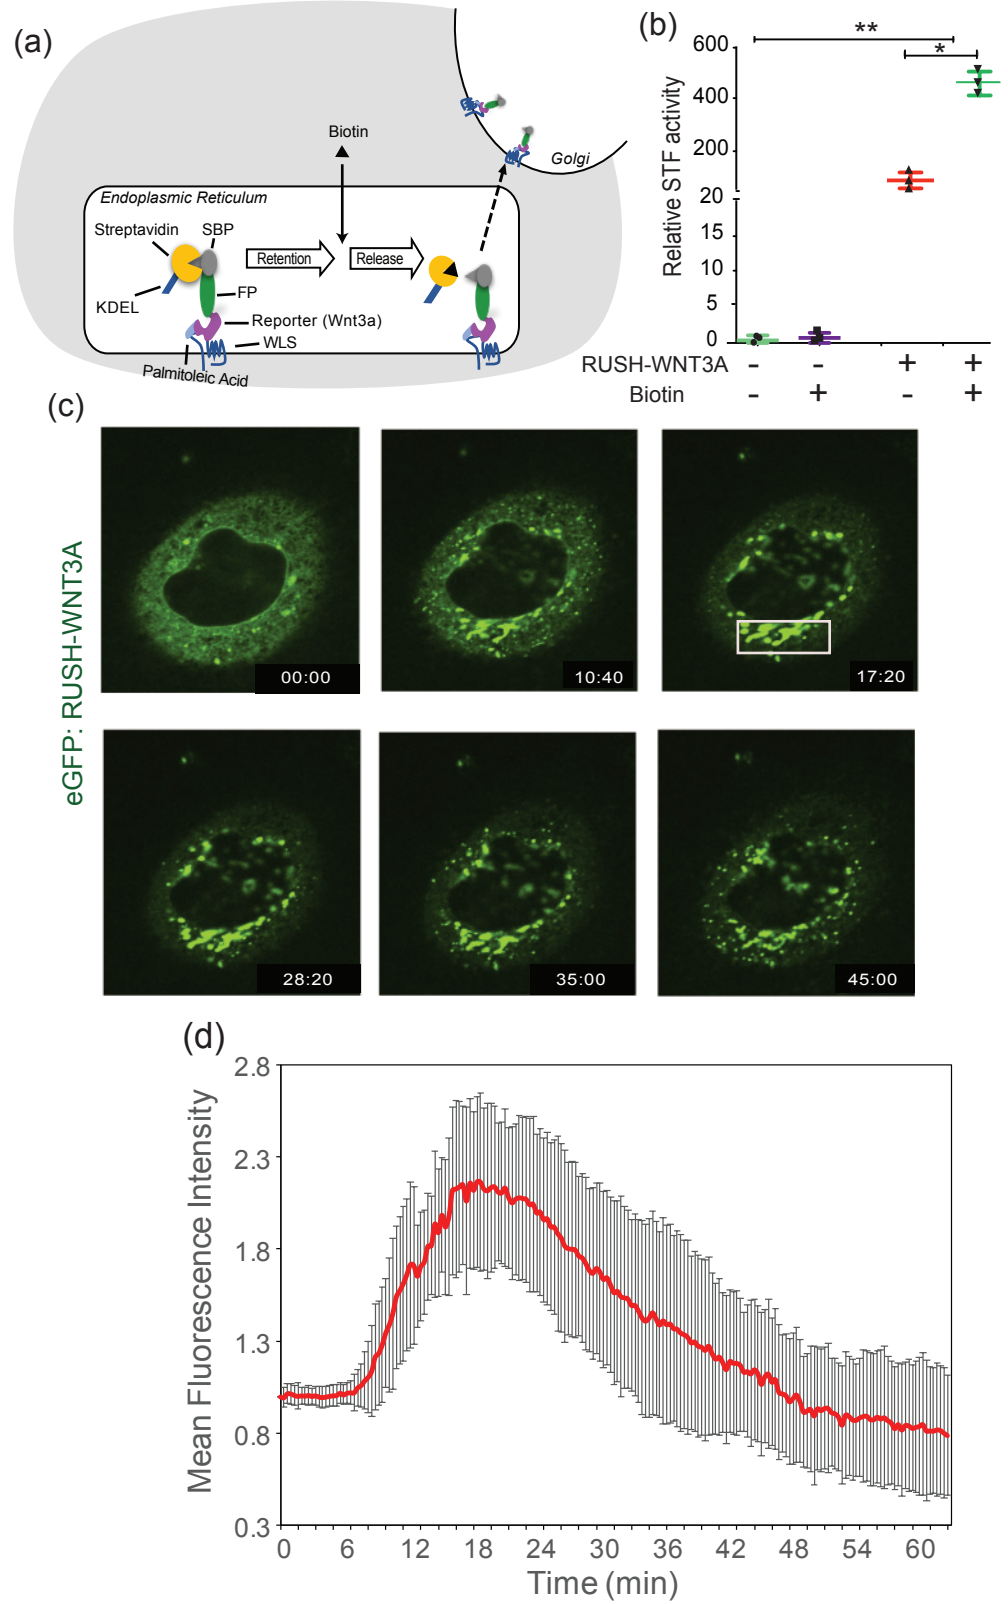 (a)
Biotin
Golgi
Endoplasmic Reticulum
Streptavidin SBP
Retention Release
KDEL FP
Reporter (Wnt3a)
WLS
Palmitoleic Acid
(b)
** 
*
600
400
200
20
15
10
5
0
Relative STF activity
RUSH-WNT3A - - + +
Biotin - + - +
(c)
eGFP: RUSH-WNT3A
00:00 10:40 17:20
28:20 35:00 45:00
(d)
2.8
2.3
1.8
1.3
0.8
0.3
Mean Fluorescence Intensity
0 6 12 18 24 30 36 42 48 54 60
Time (min)